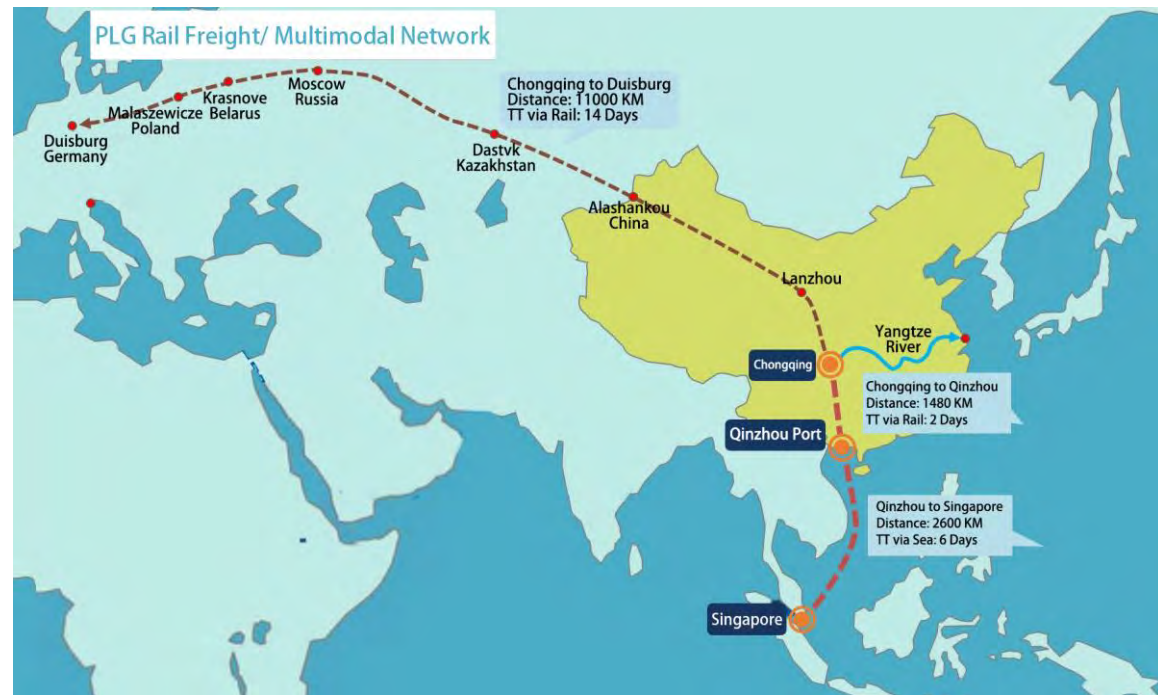 PLG Rail Freight/ Multimodal Network
Chongqing to Duisburg
Distance: 11000 KM
TT via Rail: 14 Days
Moscow
Russia
Krasnove
Belarus
Malaszewicze
Poland
Duisburg
Germany
Dastvk
Kazakhstan
Alashankou
China
Lanzhou
Yangtze
River
Chongqing
Chongqing to Qinzhou
Distance: 1480 KM
TT via Rail: 2 Days
Qinzhou Port
Qinzhou to Singapore
Distance: 2600 KM
TT via Sea: 6 Days
Singapore